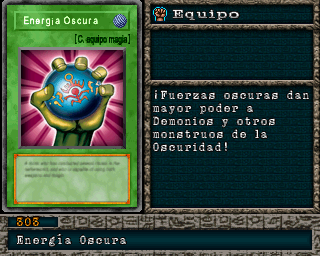 Energía Oscura
[C. equipo magia]
Equipo
¡Fuerzas oscuras dan
mayor poder a
Demonios y otros
monstruos de la
Oscuridad!
303
Energía Oscura